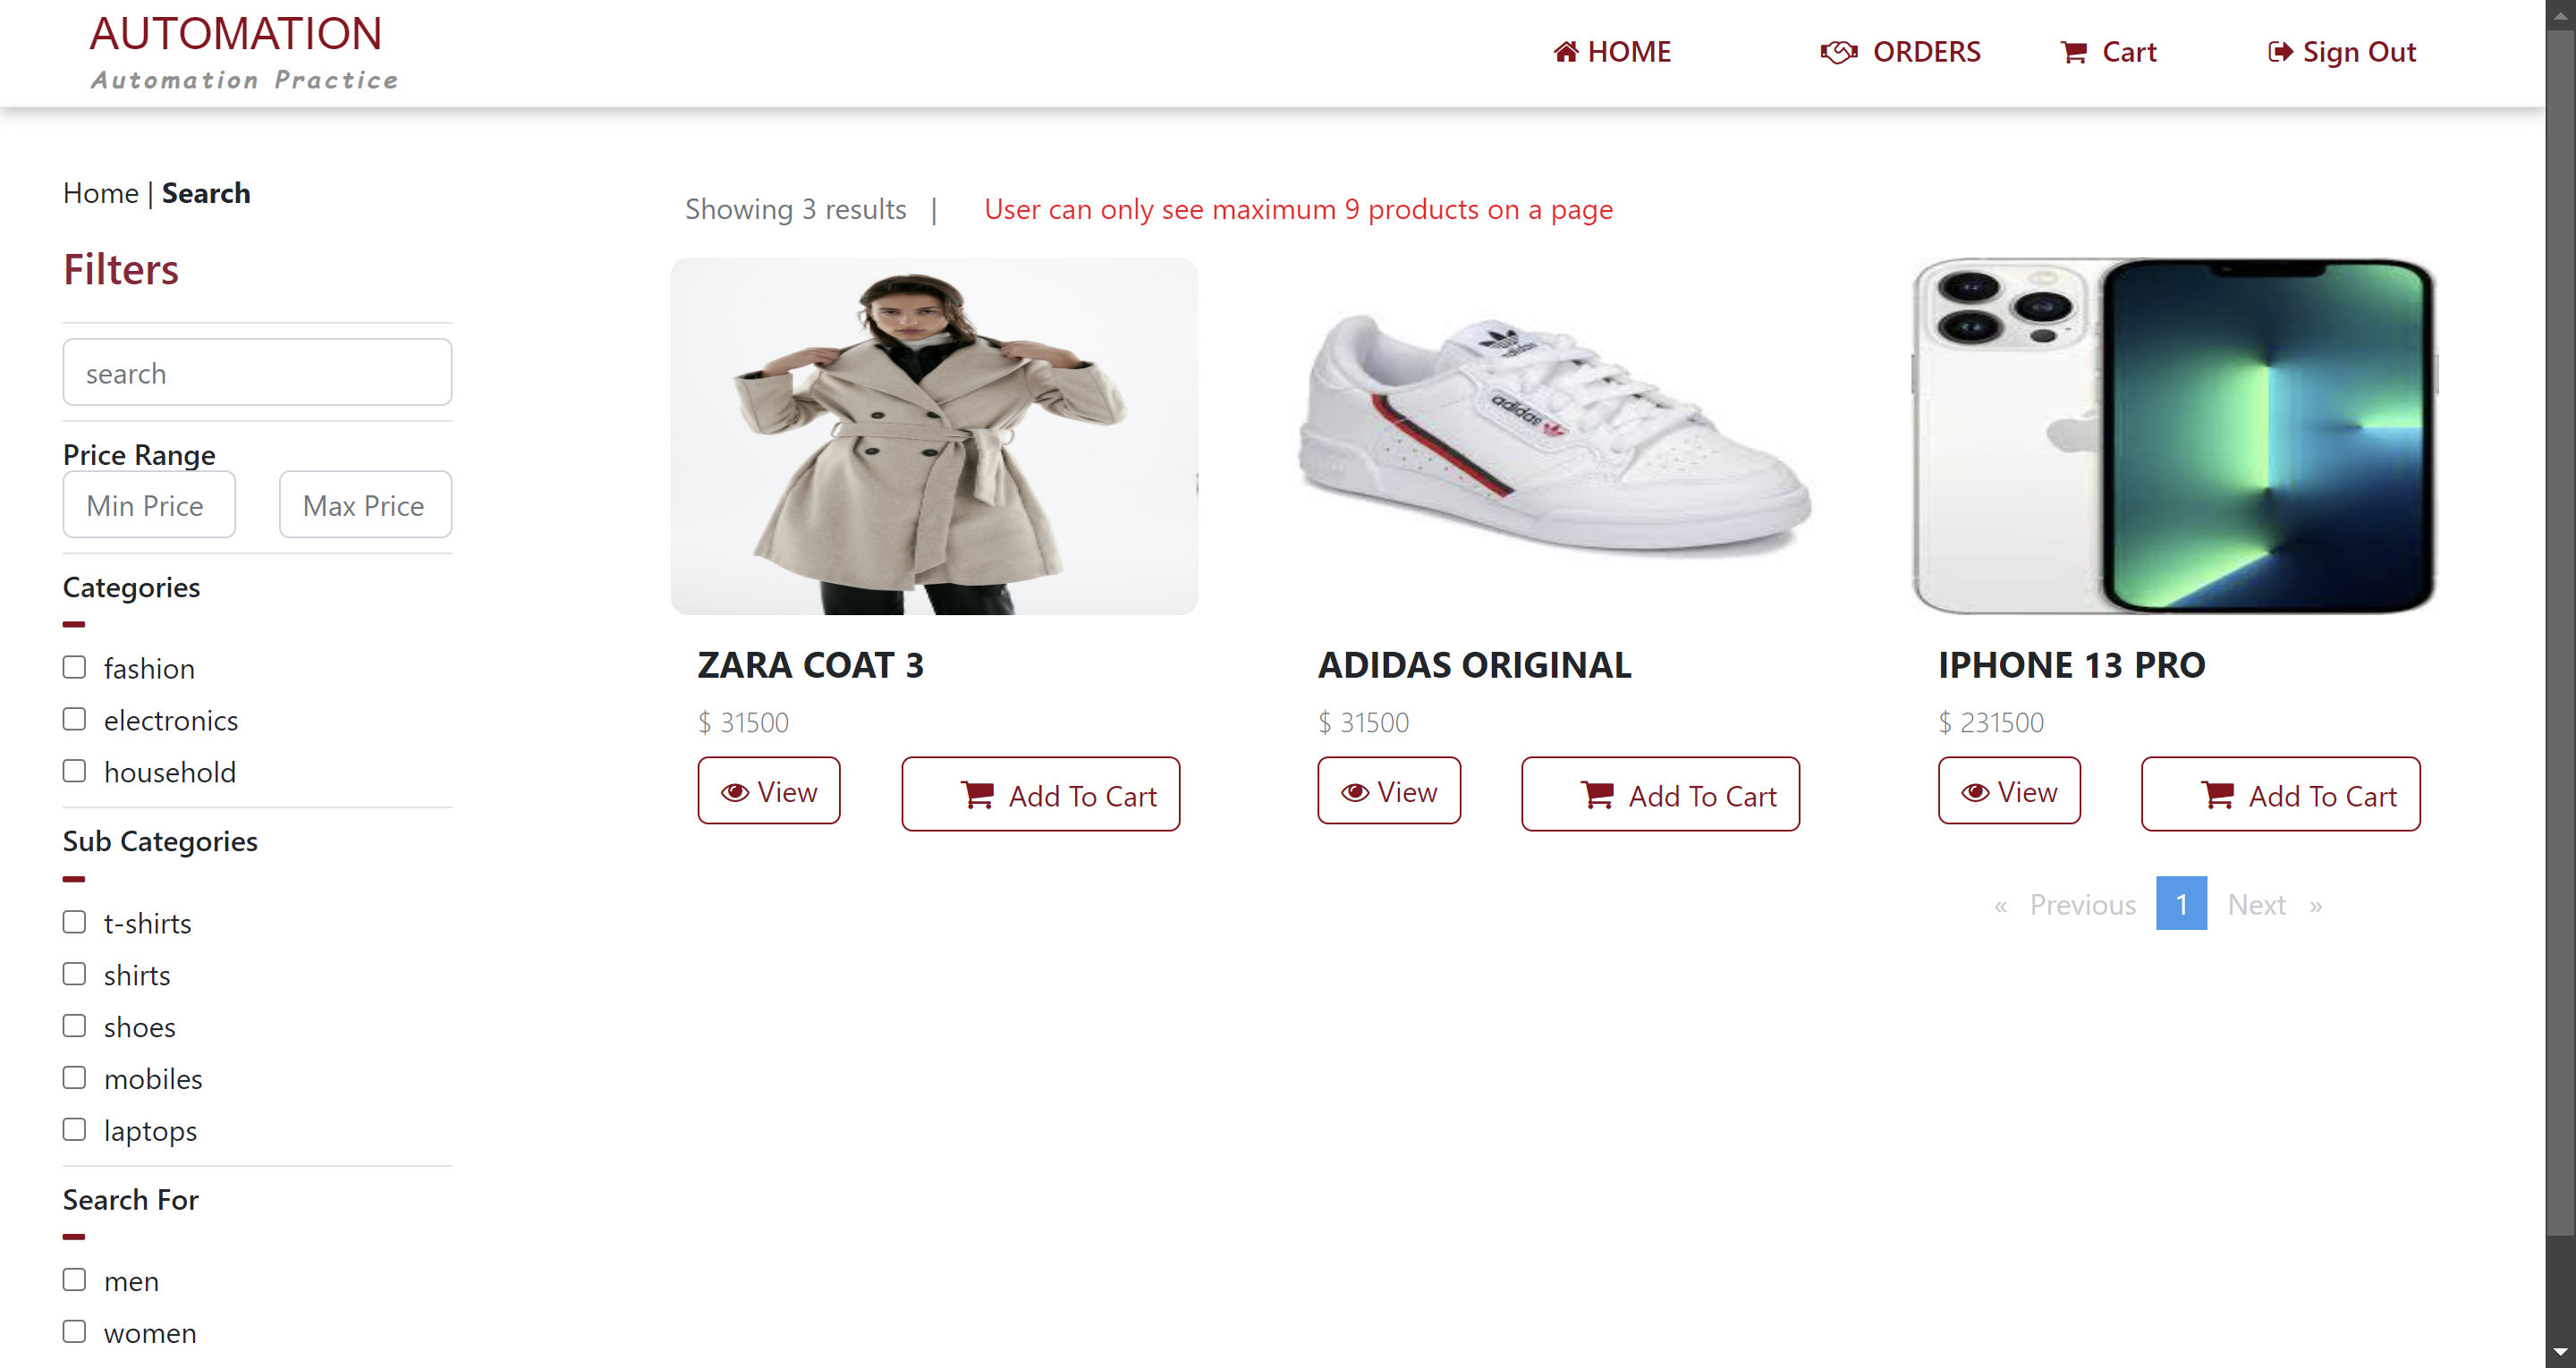 AUTOMATION
Automation Practice
HOME
ORDERS
Cart
Sign Out
Home | Search
Showing 3 results |
User can only see maximum 9 products on a page
Filters
search
Price Range
Min Price
Max Price
Categories
fashion
electronics
household
Sub Categories
t-shirts
shirts
shoes
mobiles
laptops
Search For
men
women
adidas
adidas
ZARA COAT 3
$ 31500
View
Add To Cart
ADIDAS ORIGINAL
$ 31500
View
Add To Cart
IPHONE 13 PRO
$ 231500
View
Add To Cart
« Previous 1 Next »